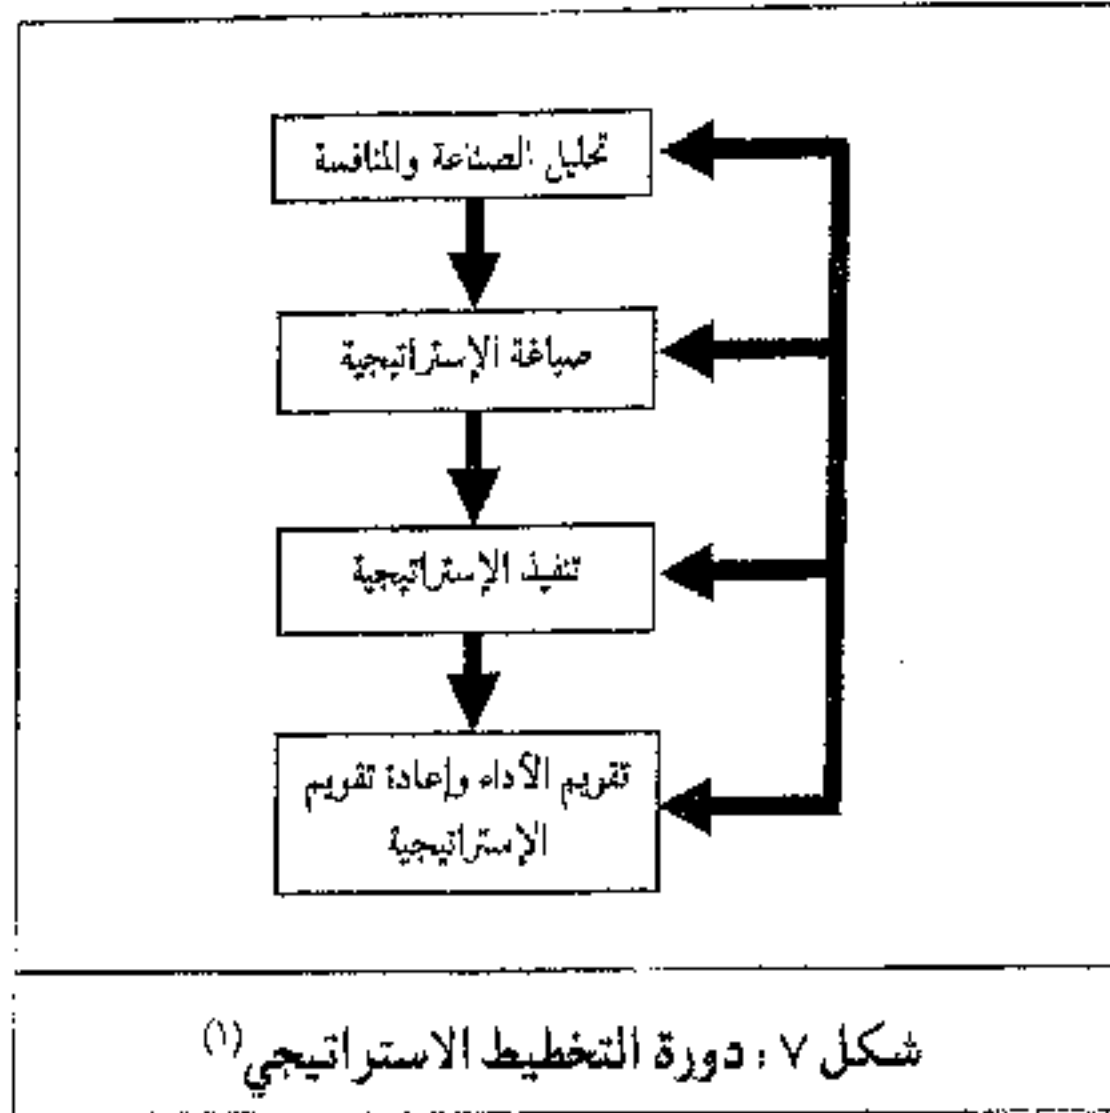 تحليل الصناعة والمنافسة
صياغة الإستراتيجية
تنفيذ الإستراتيجية
تقويم الأداء وإعادة تقويم
الإستراتيجية
شكل ٧ : دورة التخطيط الاستراتيجي(١)